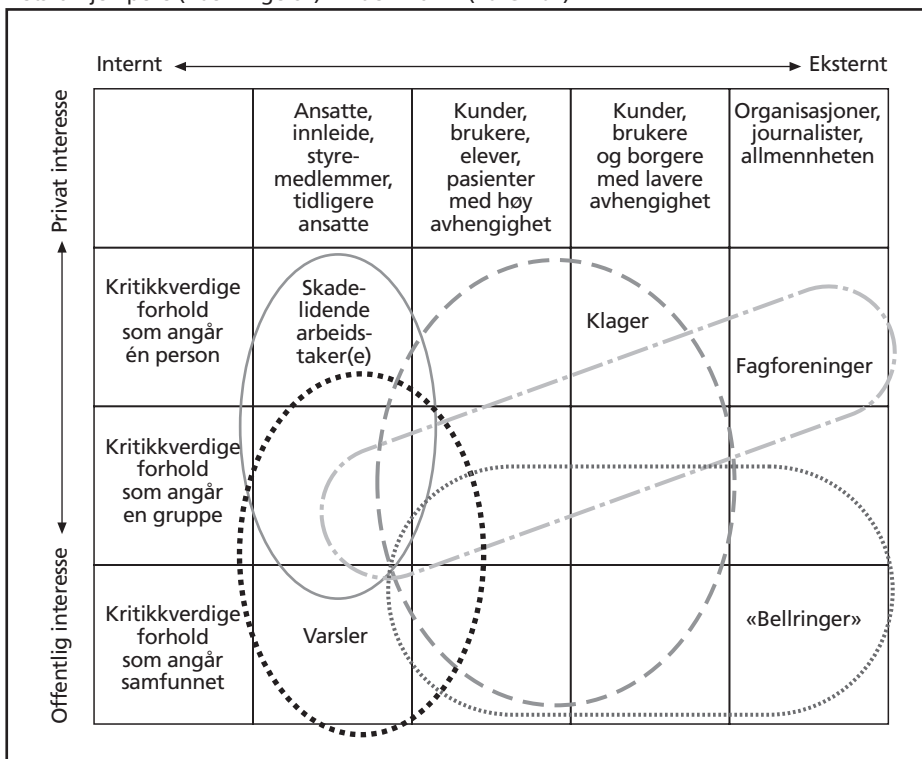 Internt
Eksternt
Privat interesse
Offentlig interesse
Ansatte,
innleide,
styre-
medlemmer,
tidligere
ansatte
Kunder,
brukere,
elever,
pasienter
med høy
avhengighet
Kunder,
brukere
og borgere
med lavere
avhengighet
Organisasjoner,
journalister,
allmennheten
Kritikkverdige
forhold
som angår
én person
Skade-
lidende
arbeids-
taker(e)
Klager
Fagforeninger
Kritikkverdige
forhold
som angår
en gruppe
Kritikkverdige
forhold
som angår
samfunnet
Varsler
«Bellringer»